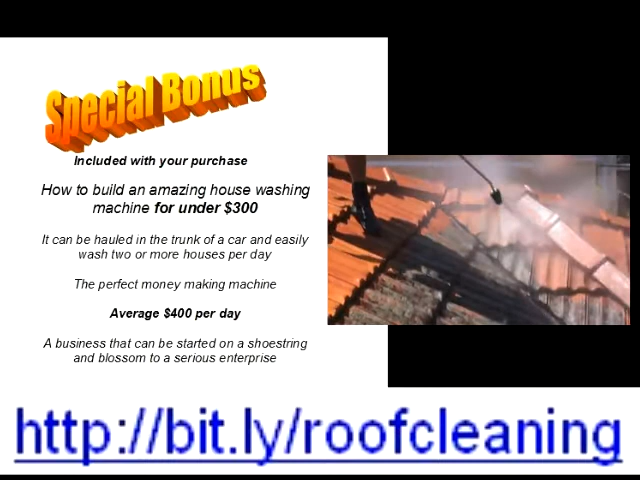 Special Bonus
Included with your purchase
How to build an amazing house washing
machine for under $300
It can be hauled in the trunk of a car and easily
wash two or more houses per day
The perfect money making machine
Average $400 per day
A business that can be started on a shoestring
and blossom to a serious enterprise
http://bit.ly/roofcleaning